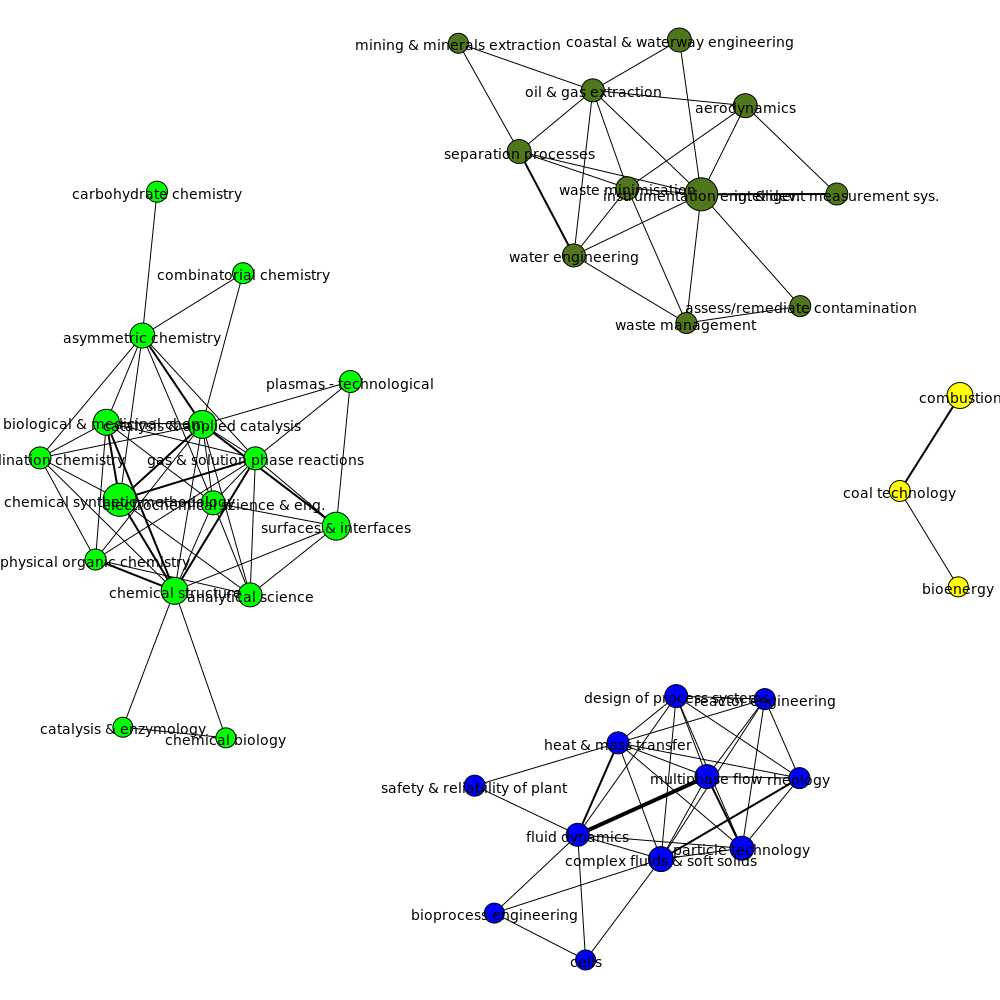 mining & minerals extraction
coastal & waterway engineering
oil & gas extraction
aerodynamics
separation processes
waste minimisation
instrumentation eng. & dev.
intelligent measurement sys.
water engineering
assess/remediate contamination
waste management
carbohydrate chemistry
combinatorial chemistry
asymmetric chemistry
plasmas - technological
biological & medicinal chem.
catalysis & applied catalysis
dination chemistry
gas & solution phase reactions
chemical synthetic methodology
electrochemical science & eng.
surfaces & interfaces
physical organic chemistry
chemical structure
analytical science
catalysis & enzymology
chemical biology
combustion
coal technology
bioenergy
design of process systems
reactor engineering
heat & mass transfer
multiphase flow
rheology
safety & reliability of plant
fluid dynamics
particle technology
complex fluids & soft solids
bioprocess engineering
cells